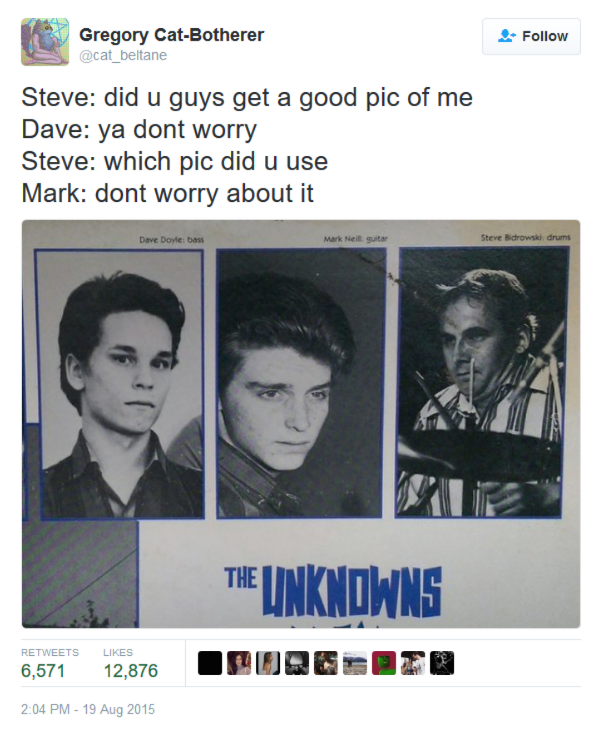 Gregory Cat-Botherer
@cat_beltane
Follow
Steve: did u guys get a good pic of me
Dave: ya dont worry
Steve: which pic did u use
Mark: dont worry about it
Dave Doyle: bass
Mark Neill: guitar
Steve Bidrowski: drums
THE UNKNOWNS
RETWEETS LIKES
6,571 12,876
2:04 PM - 19 Aug 2015